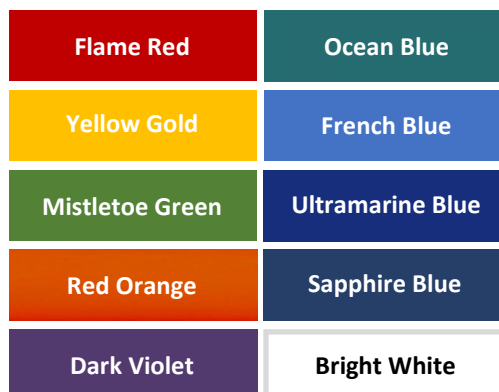 Flame Red
Ocean Blue
Yellow Gold
French Blue
Mistletoe Green
Ultramarine Blue
Red Orange
Sapphire Blue
Dark Violet
Bright White